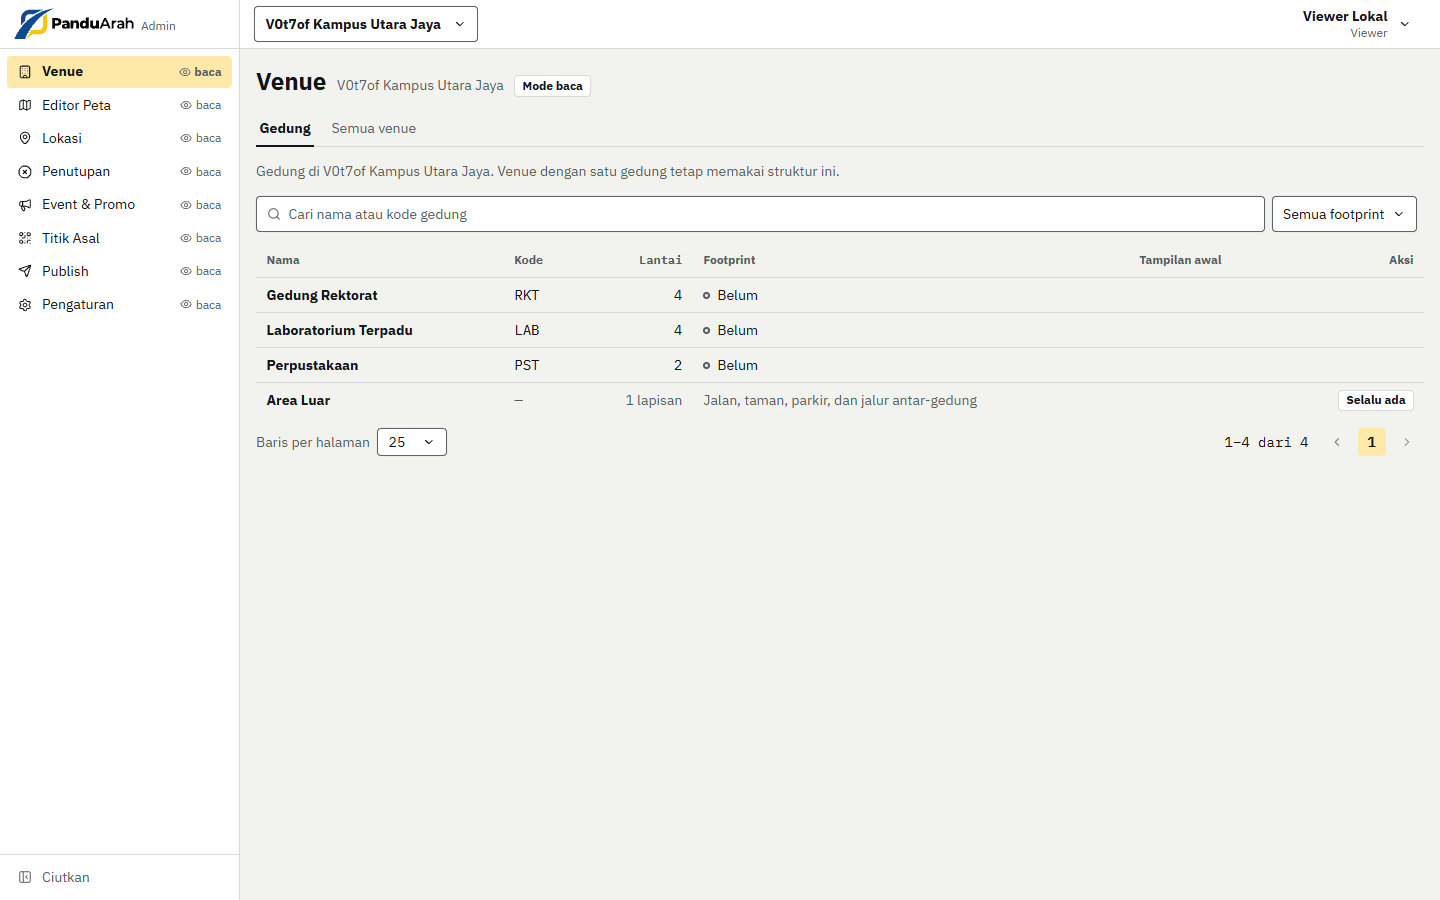 PanduArah Admin
V0t7of Kampus Utara Jaya
Viewer Lokal
Viewer
Venue baca
Editor Peta baca
Lokasi baca
Penutupan baca
Event & Promo baca
Titik Asal baca
Publish baca
Pengaturan baca
Ciutkan
Venue V0t7of Kampus Utara Jaya Mode baca
Gedung Semua venue
Gedung di V0t7of Kampus Utara Jaya. Venue dengan satu gedung tetap memakai struktur ini.
Cari nama atau kode gedung Semua footprint
Nama Kode Lantai Footprint Tampilan awal Aksi
Gedung Rektorat RKT 4 Belum
Laboratorium Terpadu LAB 4 Belum
Perpustakaan PST 2 Belum
Area Luar — 1 lapisan Jalan, taman, parkir, dan jalur antar-gedung Selalu ada
Baris per halaman 25 1–4 dari 4 1